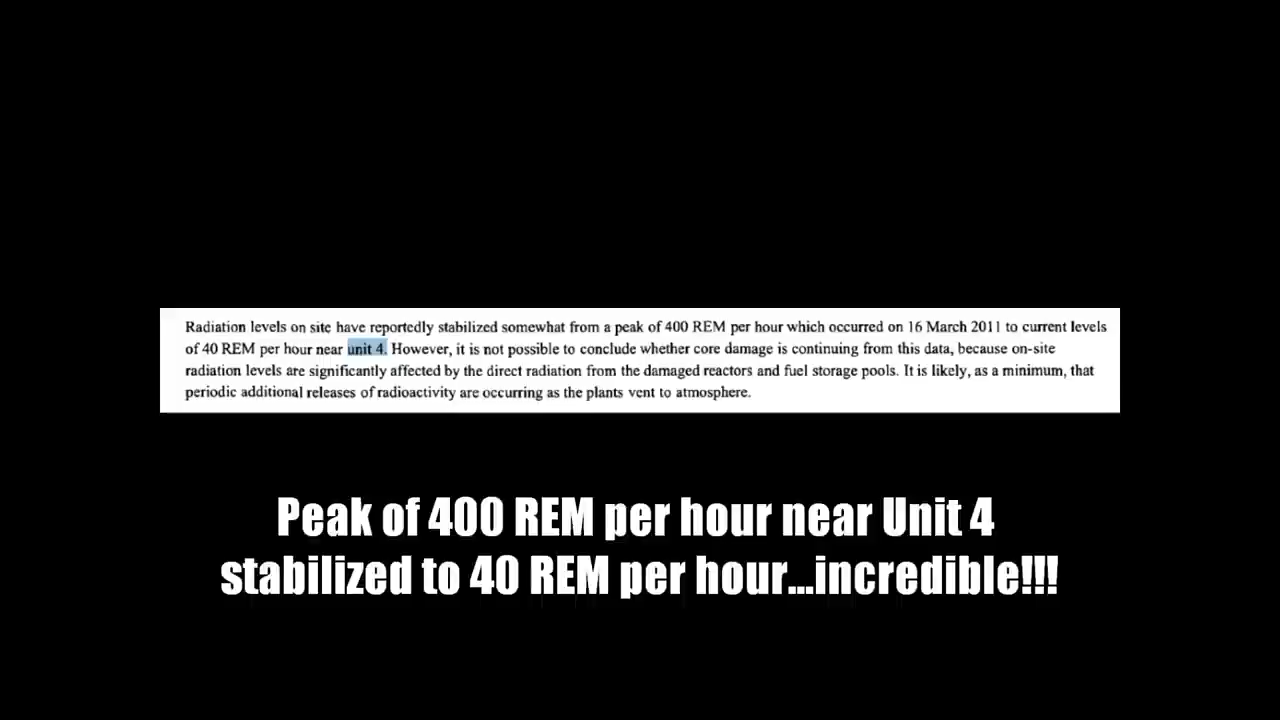 Radiation levels on site have reportedly stabilized somewhat from a peak of 400 REM per hour which occurred on 16 March 2011 to current levels
of 40 REM per hour near unit 4. However, it is not possible to conclude whether core damage is continuing from this data, because on-site
radiation levels are significantly affected by the direct radiation from the damaged reactors and fuel storage pools. It is likely, as a minimum, that
periodic additional releases of radioactivity are occurring as the plants vent to atmosphere.
Peak of 400 REM per hour near Unit 4
stabilized to 40 REM per hour...incredible!!!